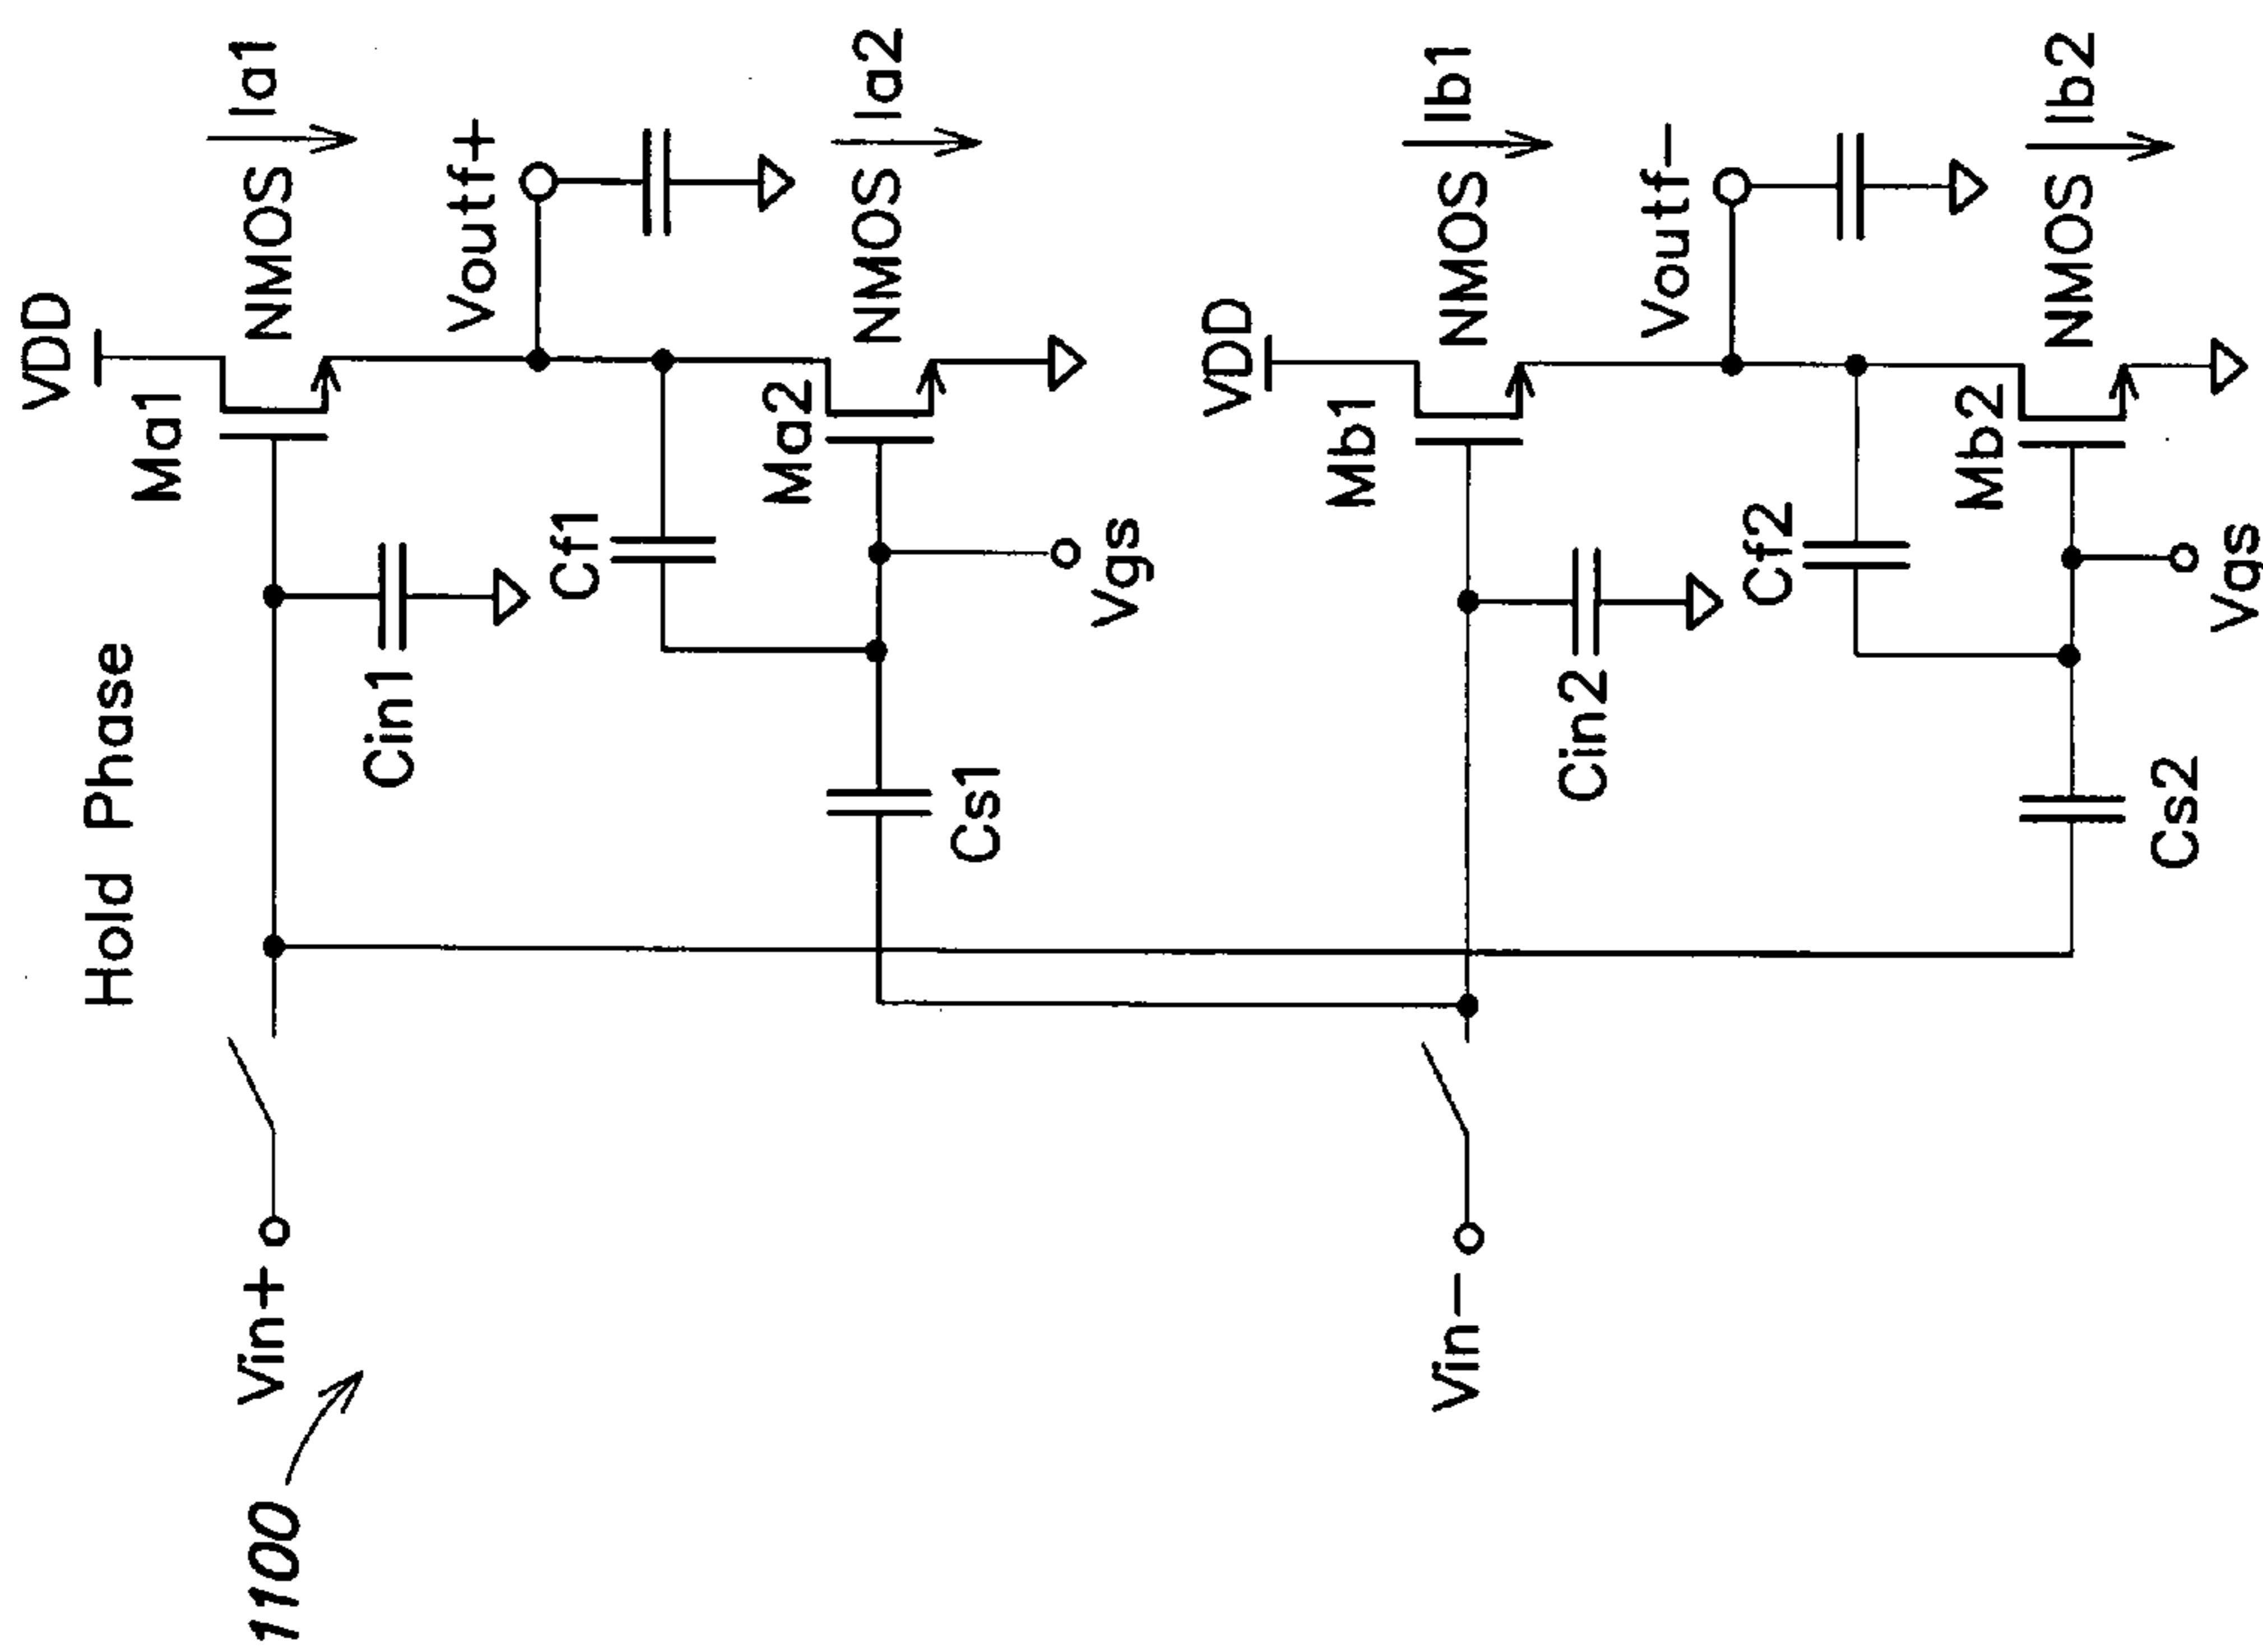 Hold Phase
1100
VDD
Ma1
NMOS
Ia1
Vin+
Cin1
Voutf+
Cf1
Ma2
NMOS
Ia2
Cs1
Vgs
VDD
Mb1
NMOS
Ib1
Vin−
Cin2
Voutf−
Cf2
Mb2
NMOS
Ib2
Cs2
Vgs